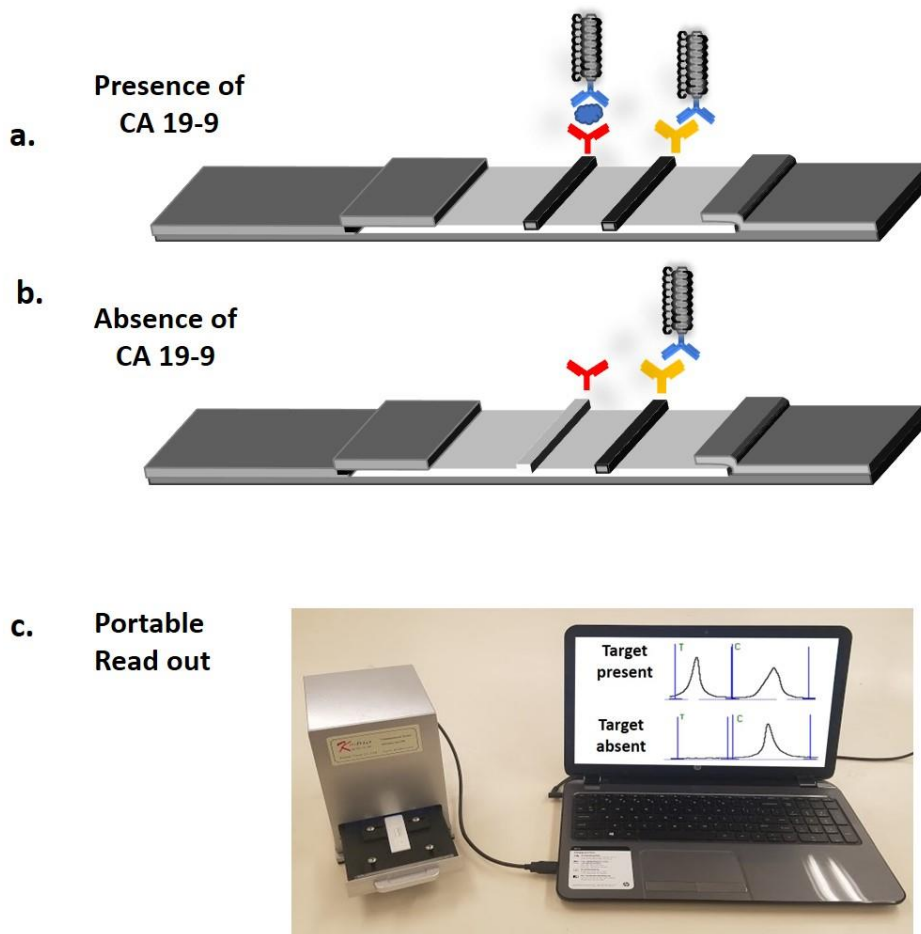 a.
Presence of
CA 19-9
b.
Absence of
CA 19-9
c.
Portable
Read out
Target
present
T
C
Target
absent
T
C